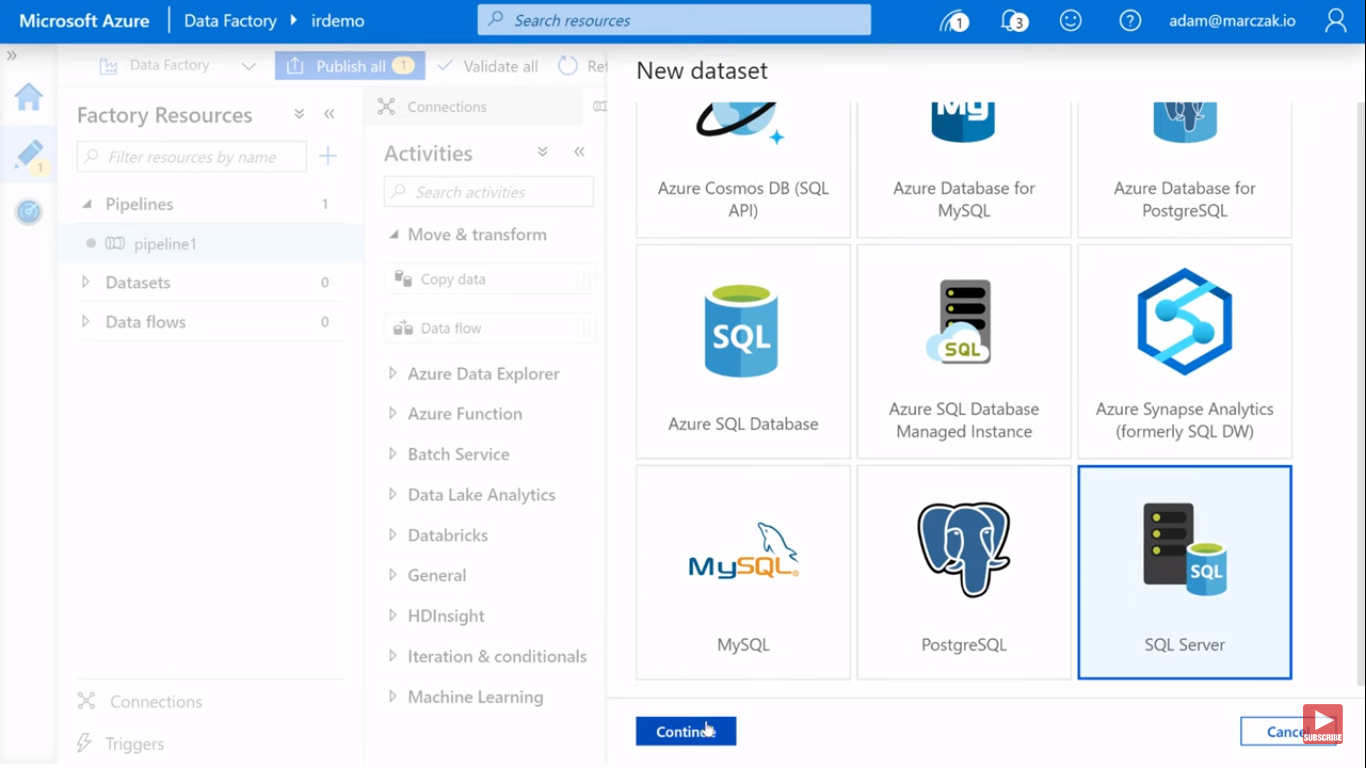 Microsoft Azure
Data Factory
irdemo
Search resources
1
3
adam@marczak.io
Data Factory
Publish all
1
Validate all
Ref
1
Factory Resources
Filter resources by name
Pipelines
1
pipeline1
Datasets
0
Data flows
0
Connections
Triggers
Connections
Activities
Search activities
Move & transform
Copy data
Data flow
Azure Data Explorer
Azure Function
Batch Service
Data Lake Analytics
Databricks
General
HDInsight
Iteration & conditionals
Machine Learning
New dataset
Azure Cosmos DB (SQL
API)
My
Azure Database for
MySQL
Azure Database for
PostgreSQL
SQL
Azure SQL Database
SQL
Azure SQL Database
Managed Instance
Azure Synapse Analytics
(formerly SQL DW)
MySQL
MySQL
PostgreSQL
SQL
SQL Server
Continue
Cancel
SUBSCRIBE